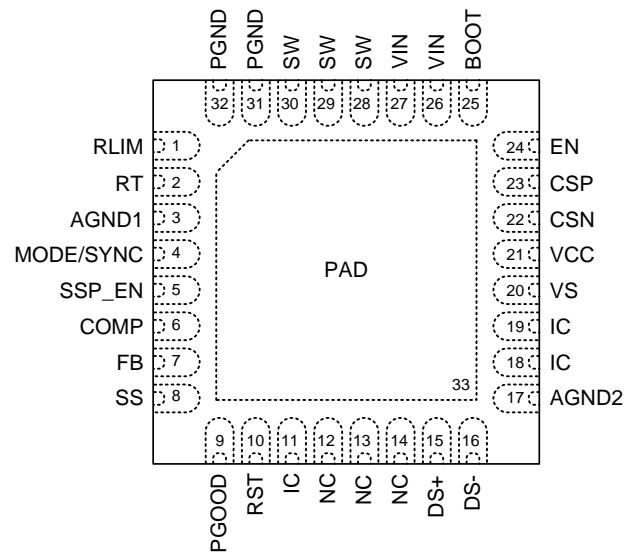 PGND PGND SW SW SW VIN VIN BOOT
32 31 30 29 28 27 26 25
RLIM 1 24 EN
RT 2 23 CSP
AGND1 3 22 CSN
MODE/SYNC 4 PAD 21 VCC
SSP_EN 5 20 VS
COMP 6 19 IC
FB 7 18 IC
33
SS 8 17 AGND2
9 10 11 12 13 14 15 16
PGOOD RST IC NC NC NC DS+ DS-